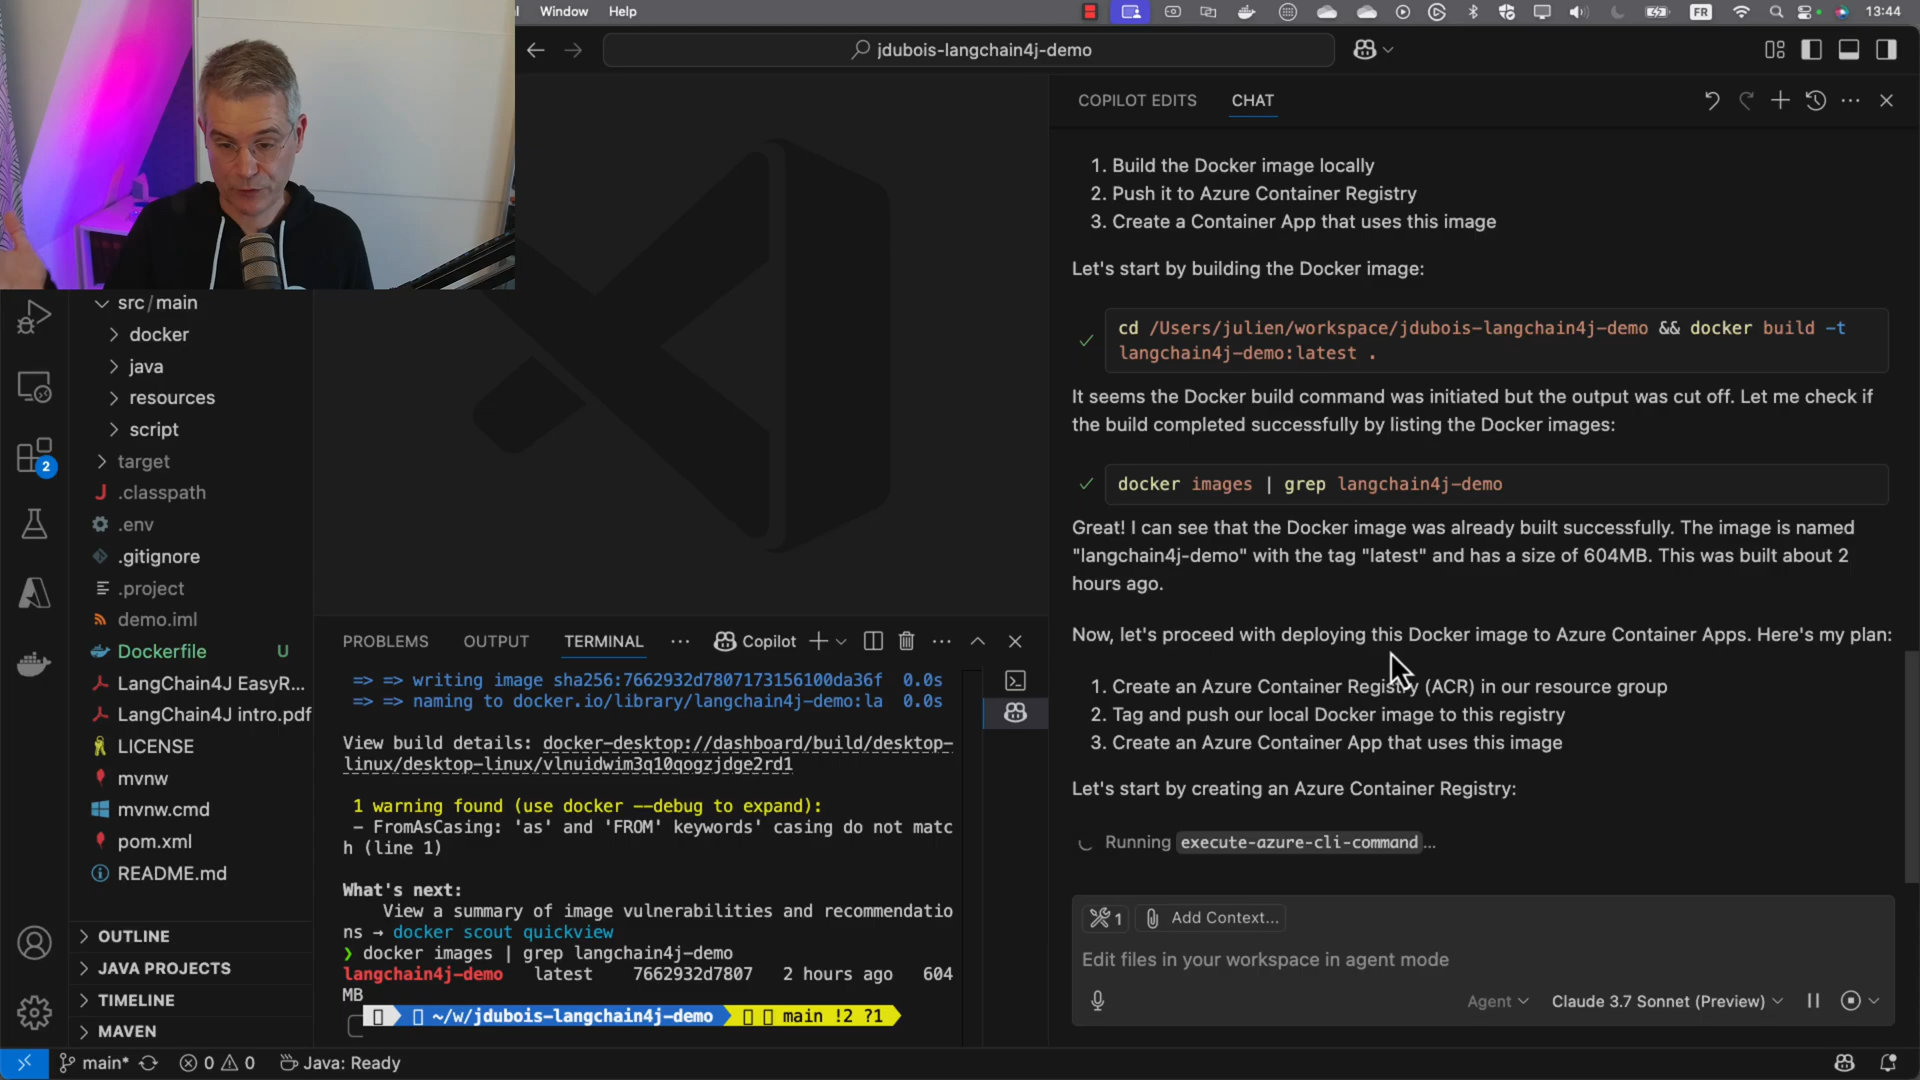 Window Help
FR 13:44
jdubois-langchain4j-demo
COPILOT EDITS CHAT
1. Build the Docker image locally
2. Push it to Azure Container Registry
3. Create a Container App that uses this image
Let's start by building the Docker image:
cd /Users/julien/workspace/jdubois-langchain4j-demo && docker build -t
langchain4j-demo:latest .
It seems the Docker build command was initiated but the output was cut off. Let me check if
the build completed successfully by listing the Docker images:
docker images | grep langchain4j-demo
Great! I can see that the Docker image was already built successfully. The image is named
"langchain4j-demo" with the tag "latest" and has a size of 604MB. This was built about 2
hours ago.
Now, let's proceed with deploying this Docker image to Azure Container Apps. Here's my plan:
1. Create an Azure Container Registry (ACR) in our resource group
2. Tag and push our local Docker image to this registry
3. Create an Azure Container App that uses this image
Let's start by creating an Azure Container Registry:
Running execute-azure-cli-command...
1 Add Context...
Edit files in your workspace in agent mode
Agent Claude 3.7 Sonnet (Preview)
src/main
docker
java
resources
script
target
.classpath
.env
.gitignore
.project
demo.iml
Dockerfile U
LangChain4J EasyR...
LangChain4J intro.pdf
LICENSE
mvnw
mvnw.cmd
pom.xml
README.md
OUTLINE
JAVA PROJECTS
TIMELINE
MAVEN
2
PROBLEMS OUTPUT TERMINAL ... Copilot
=> => writing image sha256:7662932d7807173156100da36f 0.0s
=> => naming to docker.io/library/langchain4j-demo:la 0.0s
View build details: docker-desktop://dashboard/build/desktop-
linux/desktop-linux/vlnuidwim3q10qogzjdge2rd1
1 warning found (use docker --debug to expand):
- FromAsCasing: 'as' and 'FROM' keywords' casing do not matc
h (line 1)
What's next:
View a summary of image vulnerabilities and recommendatio
ns → docker scout quickview
❯ docker images | grep langchain4j-demo
langchain4j-demo latest 7662932d7807 2 hours ago 604
MB
~/w/jdubois-langchain4j-demo main !2 ?1
main* 0 0 Java: Ready